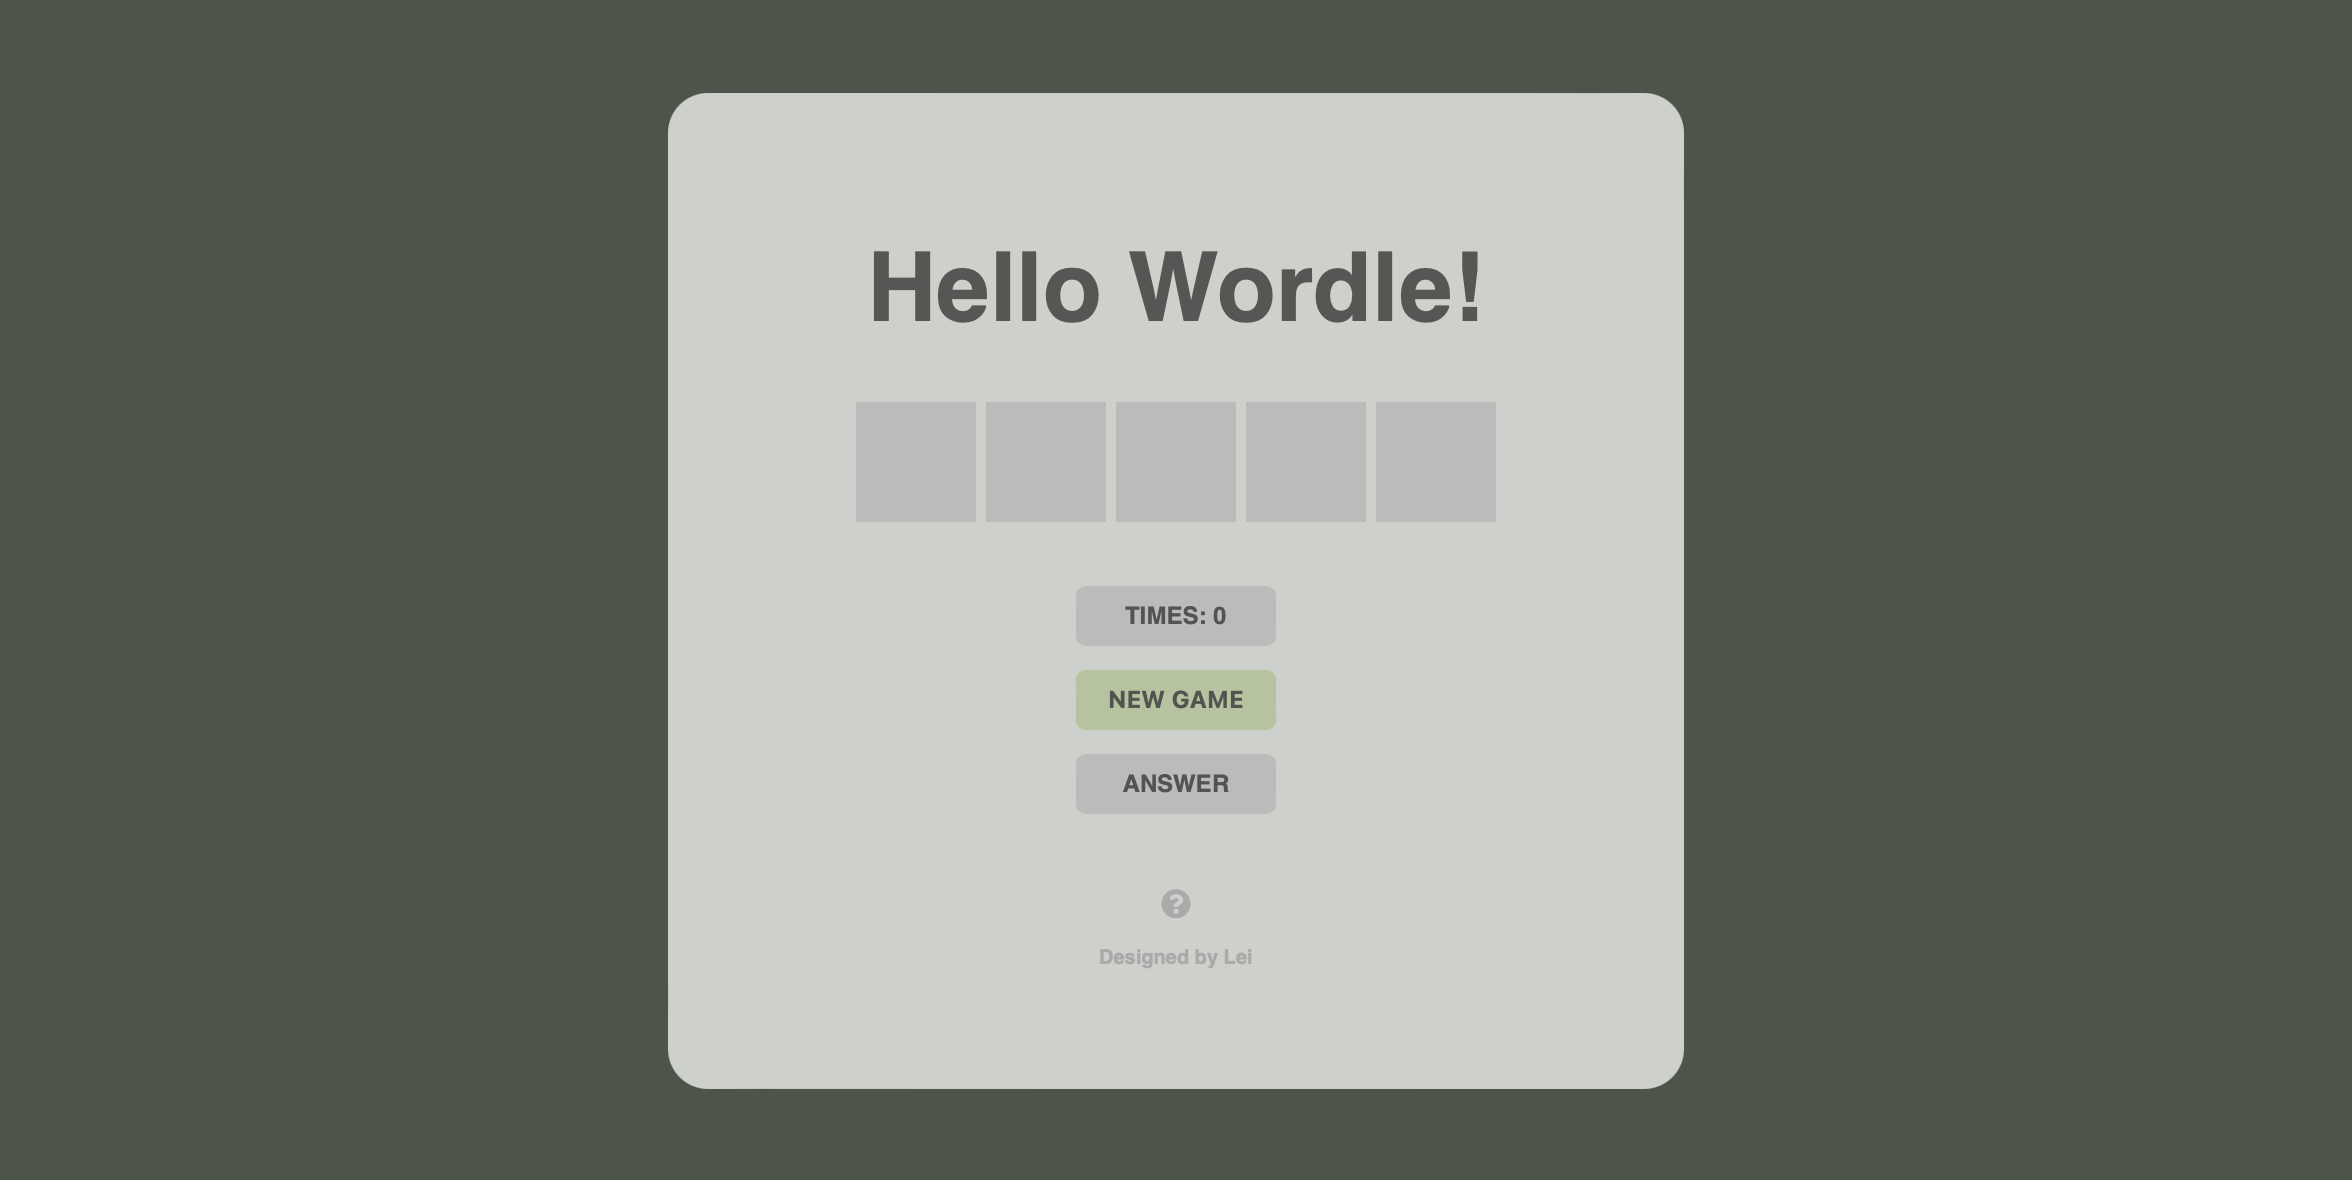 Hello Wordle!
TIMES: 0
NEW GAME
ANSWER
?
Designed by Lei